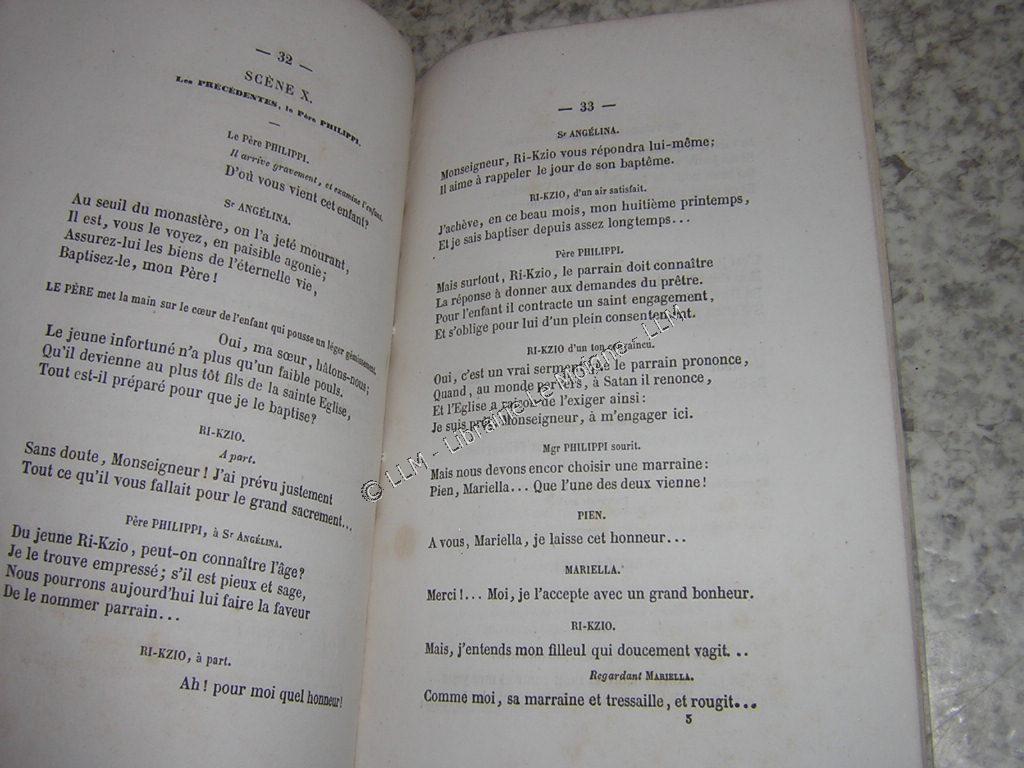 — 32 —
SCÈNE X.
Les PRÉCÉDENTES, le Père PHILIPPI.
Le Père PHILIPPI.
Il arrive gravement, et examine l'enfant.
D'où vous vient cet enfant?
Sr ANGÉLINA.
Au seuil du monastère, on l'a jeté mourant,
Il est, vous le voyez, en paisible agonie;
Assurez-lui les biens de l'éternelle vie,
Baptisez-le, mon Père!
LE PÈRE met la main sur le cœur de l'enfant qui pousse un léger gémissement.
Oui, ma sœur, hâtons-nous;
Le jeune infortuné n'a plus qu'un faible pouls.
Qu'il devienne au plus tôt fils de la sainte Eglise,
Tout est-il préparé pour que je le baptise?
RI-KZIO.
A part.
Sans doute, Monseigneur! J'ai prévu justement
Tout ce qu'il vous fallait pour le grand sacrement...
Père PHILIPPI, à Sr ANGÉLINA.
Du jeune Ri-Kzio, peut-on connaître l'âge?
Je le trouve empressé; s'il est pieux et sage,
Nous pourrons aujourd'hui lui faire la faveur
De le nommer parrain...
RI-KZIO, à part.
Ah! pour moi quel honneur!
— 33 —
Sr ANGÉLINA.
Monseigneur, Ri-Kzio vous répondra lui-même;
Il aime à rappeler le jour de son baptême.
RI-KZIO, d'un air satisfait.
J'achève, en ce beau mois, mon huitième printemps,
Et je sais baptiser depuis assez longtemps...
Père PHILIPPI.
Mais surtout, Ri-Kzio, le parrain doit connaître
La réponse à donner aux demandes du prêtre.
Pour l'enfant il contracte un saint engagement,
Et s'oblige pour lui d'un plein consentement.
RI-KZIO d'un ton convaincu.
Oui, c'est un vrai serment que le parrain prononce,
Quand, au monde pervers, à Satan il renonce,
Et l'Eglise a raison de l'exiger ainsi:
Je suis prêt, Monseigneur, à m'engager ici.
Mgr PHILIPPI sourit.
Mais nous devons encor choisir une marraine:
Pien, Mariella... Que l'une des deux vienne!
PIEN.
A vous, Mariella, je laisse cet honneur...
MARIELLA.
Merci!... Moi, je l'accepte avec un grand bonheur.
RI-KZIO.
Mais, j'entends mon filleul qui doucement vagit...
Regardant MARIELLA.
Comme moi, sa marraine et tressaille, et rougit...
3
© LLM - Librairie Le Moigne - LLM